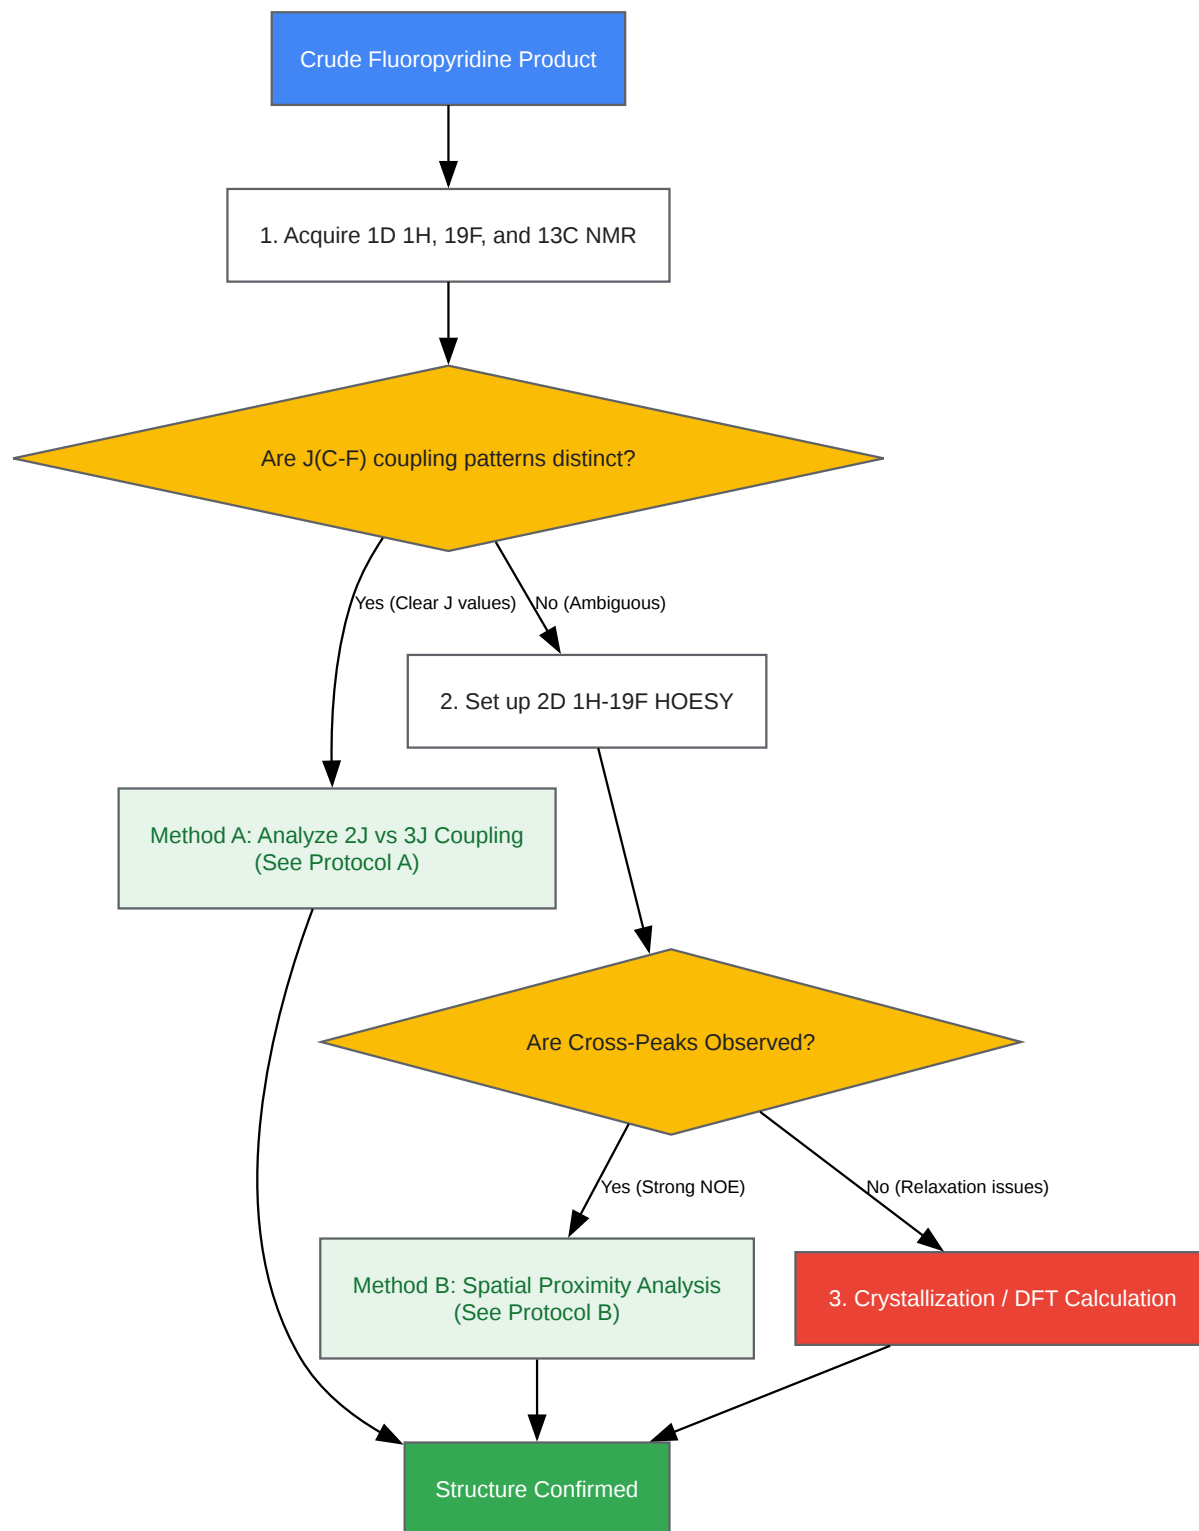 Crude Fluoropyridine Product
1. Acquire 1D 1H, 19F, and 13C NMR
Are J(C-F) coupling patterns distinct?
Yes (Clear J values)
No (Ambiguous)
2. Set up 2D 1H-19F HOESY
Method A: Analyze 2J vs 3J Coupling
(See Protocol A)
Are Cross-Peaks Observed?
Yes (Strong NOE)
No (Relaxation issues)
Method B: Spatial Proximity Analysis
(See Protocol B)
3. Crystallization / DFT Calculation
Structure Confirmed